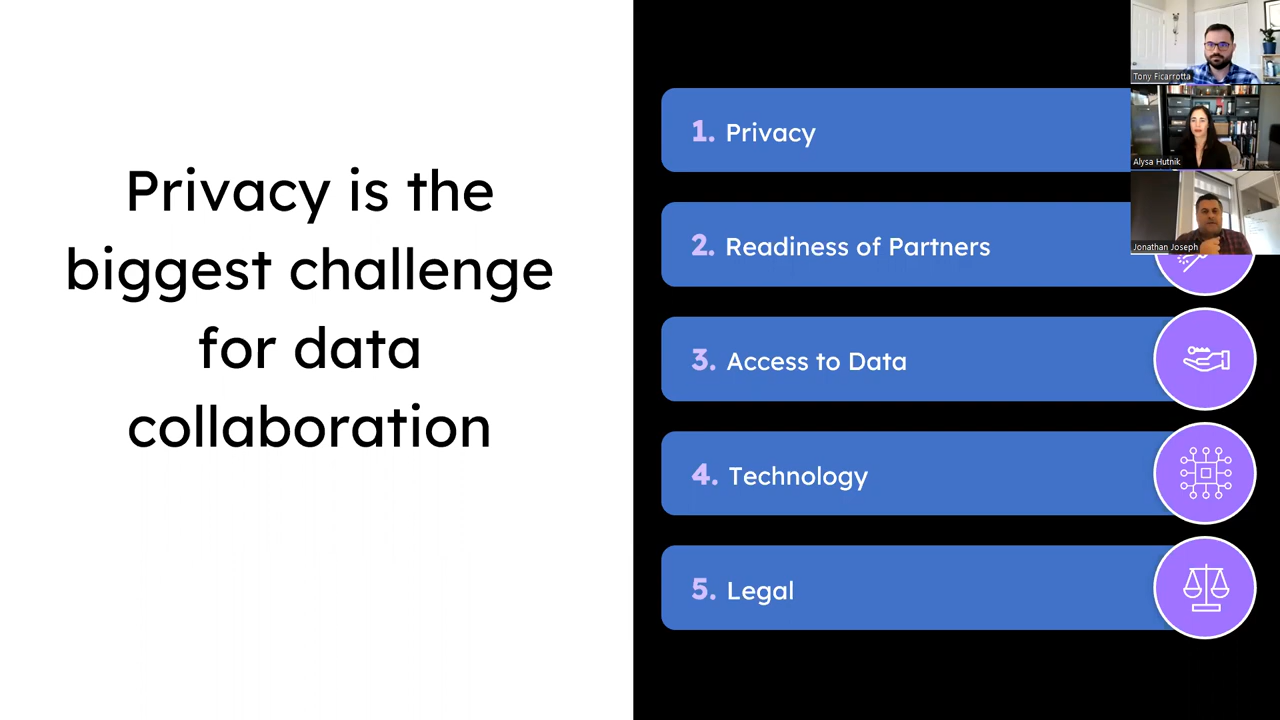 Privacy is the
biggest challenge
for data
collaboration
1. Privacy
2. Readiness of Partners
3. Access to Data
4. Technology
5. Legal
Tony Ficarrotta
Alysa Hutnik
Jonathan Joseph